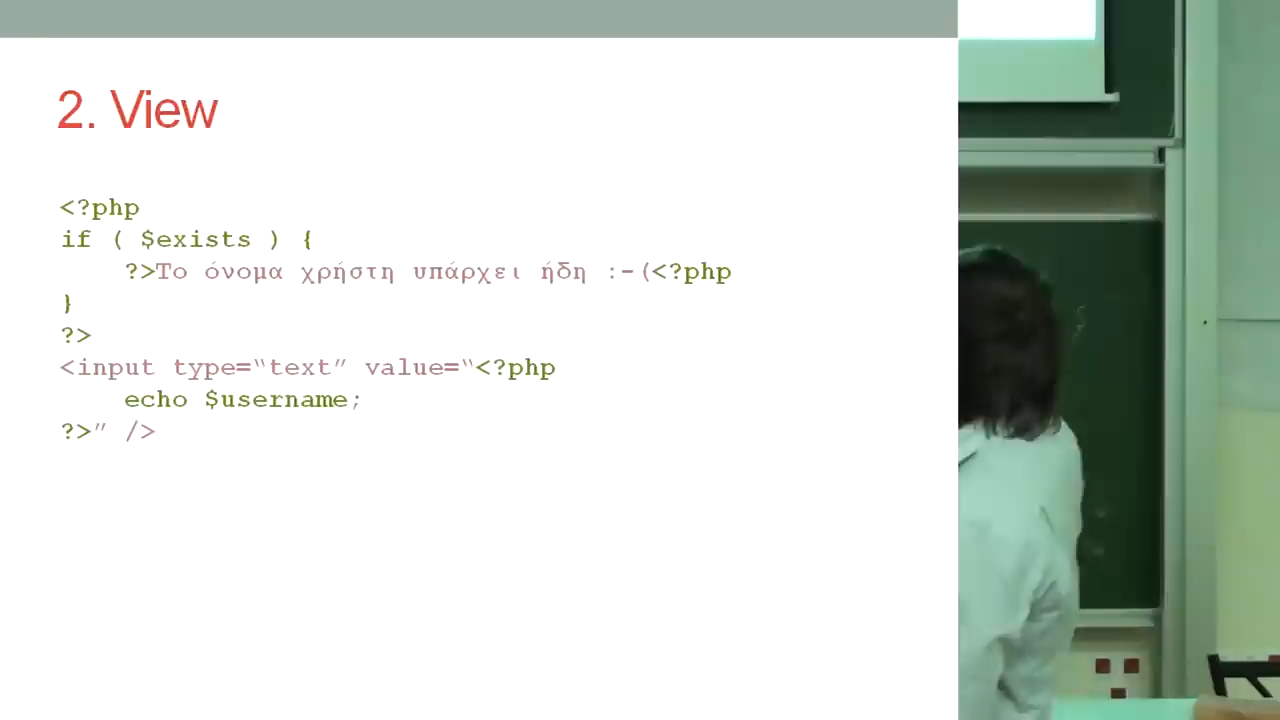 2. View
<?php
if ( $exists ) {
?>Το όνομα χρήστη υπάρχει ήδη :-(<?php
}
?>
<input type=“text” value=“<?php
echo $username;
?>” />